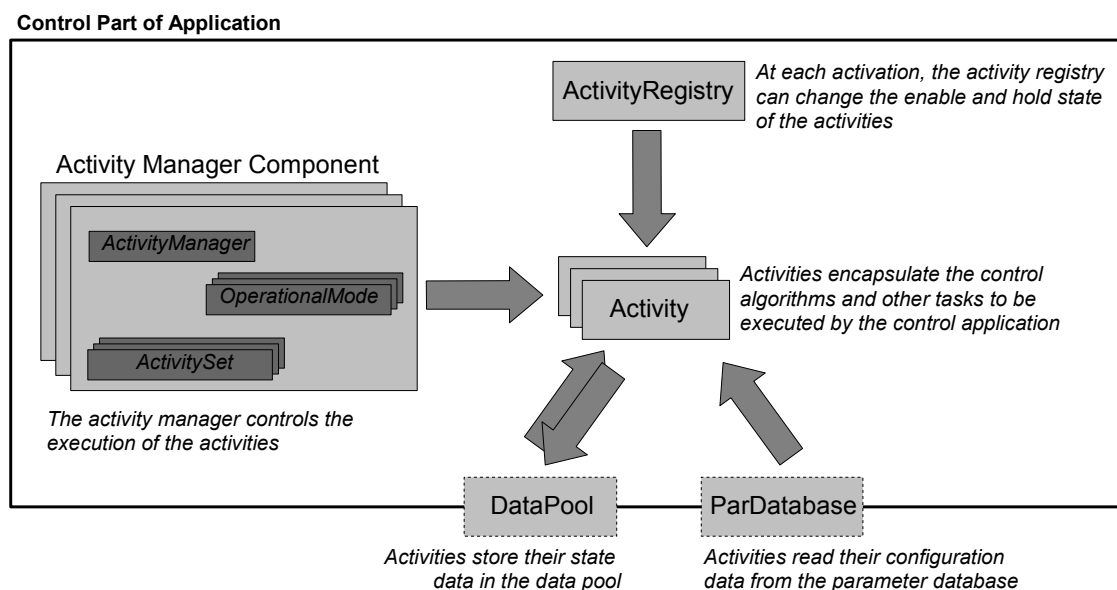 Control Part of Application
ActivityRegistry
At each activation, the activity registry
can change the enable and hold state
of the activities
Activity Manager Component
ActivityManager
OperationalMode
ActivitySet
The activity manager controls the
execution of the activities
Activity
Activities encapsulate the control
algorithms and other tasks to be
executed by the control application
DataPool
ParDatabase
Activities store their state
data in the data pool
Activities read their configuration
data from the parameter database